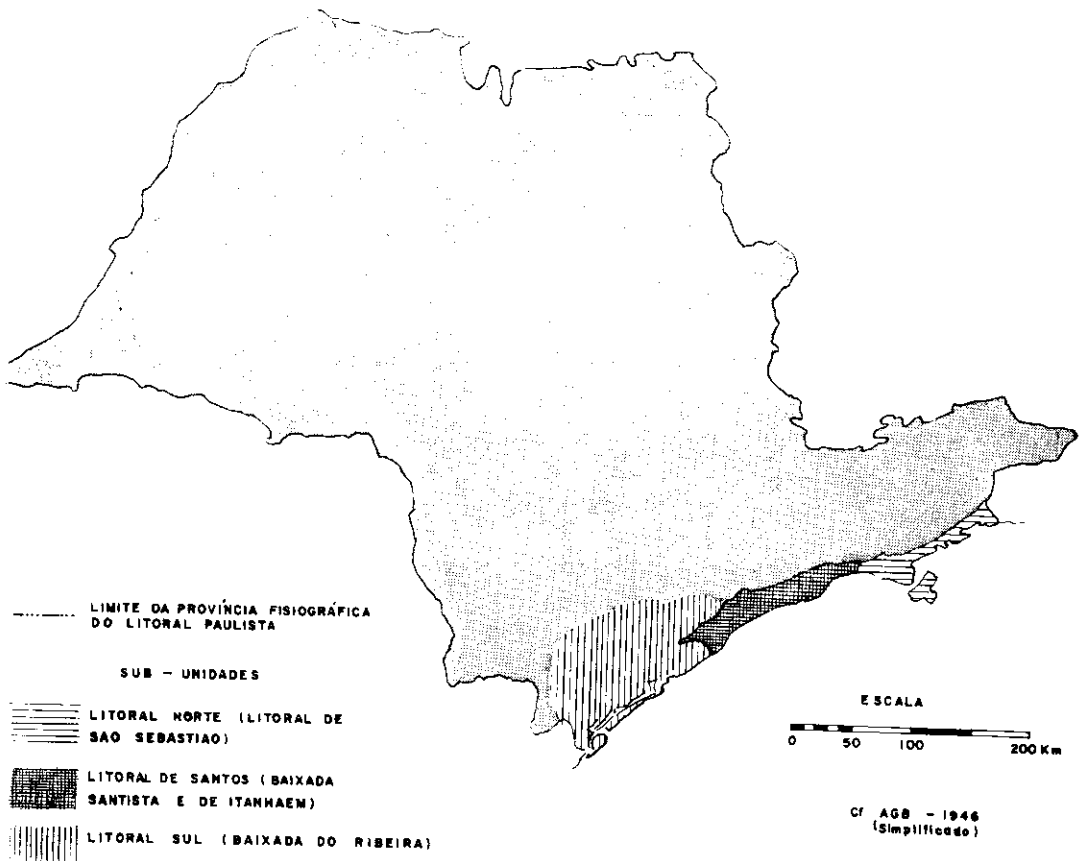 LIMITE DA PROVÍNCIA FISIOGRÁFICA
DO LITORAL PAULISTA
SUB - UNIDADES
LITORAL NORTE (LITORAL DE
SAO SEBASTIAO)
LITORAL DE SANTOS (BAIXADA
SANTISTA E DE ITANHAEM)
LITORAL SUL (BAIXADA DO RIBEIRA)
ESCALA
0 50 100 200 Km
Cf AGB - 1946
(Simplificado)